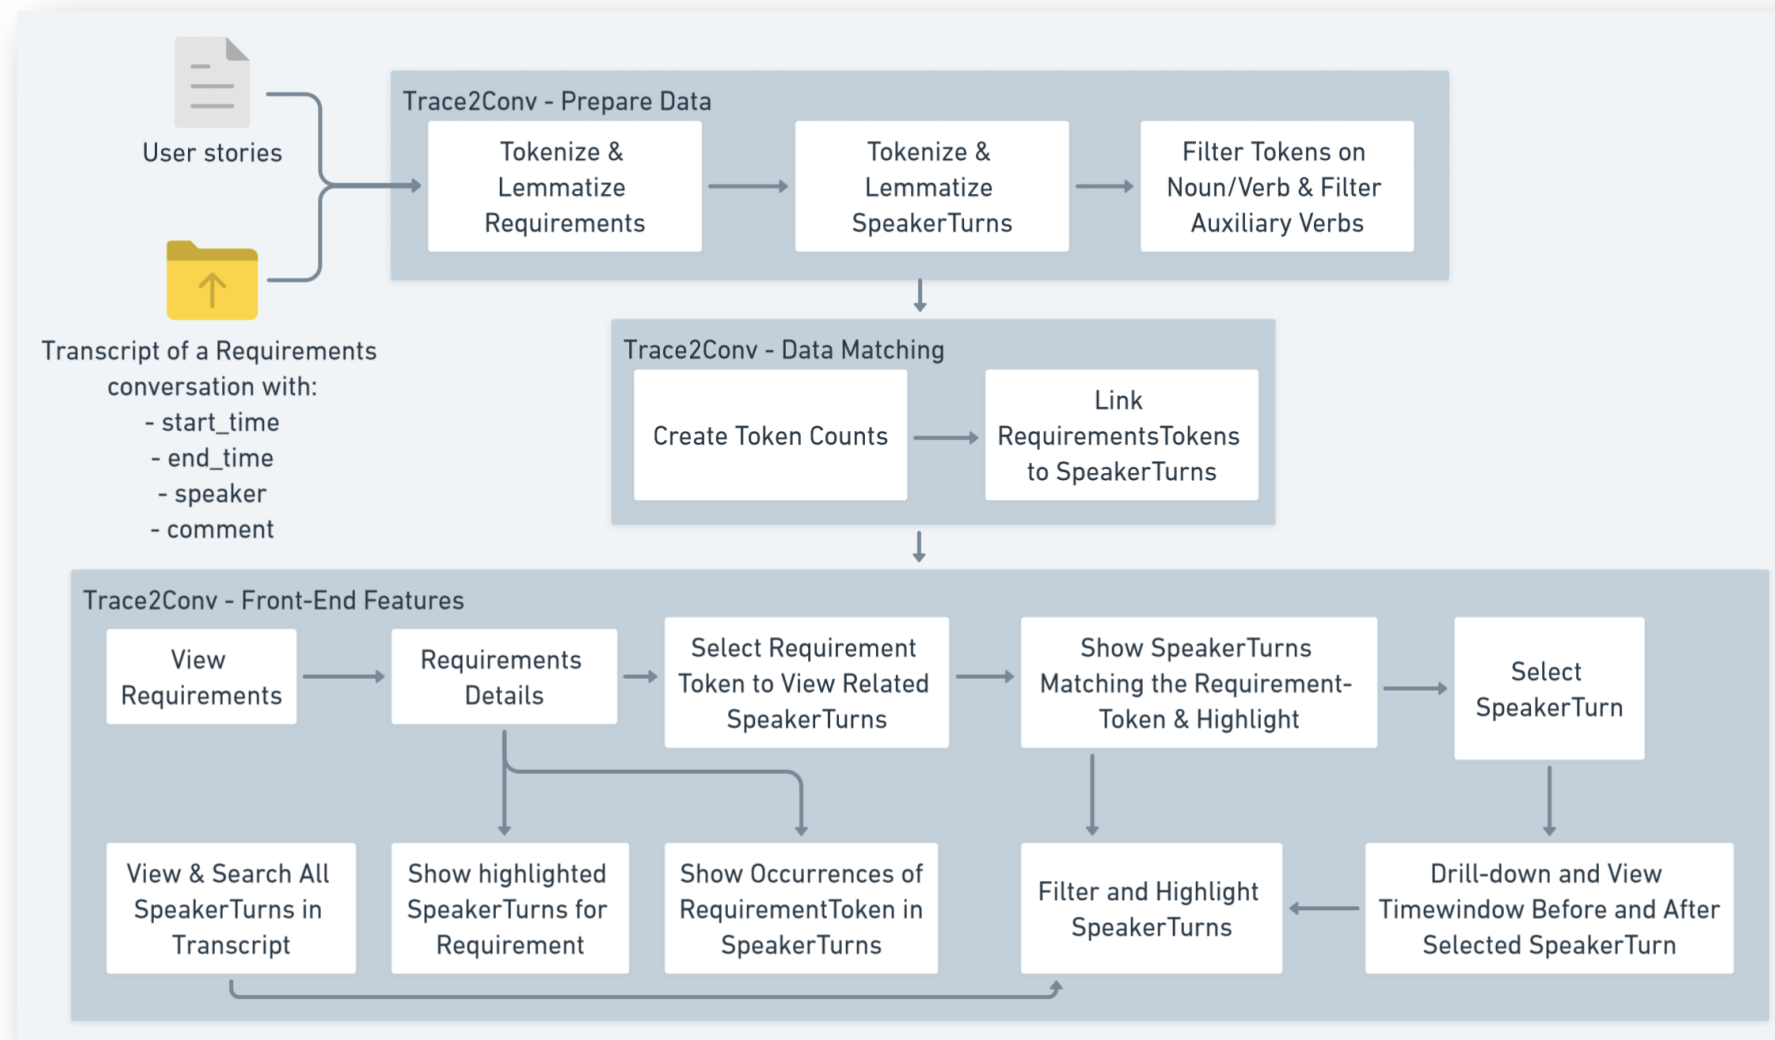 User stories
Transcript of a Requirements
conversation with:
- start_time
- end_time
- speaker
- comment
Trace2Conv - Prepare Data
Tokenize &
Lemmatize
Requirements
Tokenize &
Lemmatize
SpeakerTurns
Filter Tokens on
Noun/Verb & Filter
Auxiliary Verbs
Trace2Conv - Data Matching
Create Token Counts
Link
RequirementsTokens
to SpeakerTurns
Trace2Conv - Front-End Features
View
Requirements
Requirements
Details
Select Requirement
Token to View Related
SpeakerTurns
Show SpeakerTurns
Matching the Requirement-
Token & Highlight
Select
SpeakerTurn
View & Search All
SpeakerTurns in
Transcript
Show highlighted
SpeakerTurns for
Requirement
Show Occurrences of
RequirementToken in
SpeakerTurns
Filter and Highlight
SpeakerTurns
Drill-down and View
Timewindow Before and After
Selected SpeakerTurn